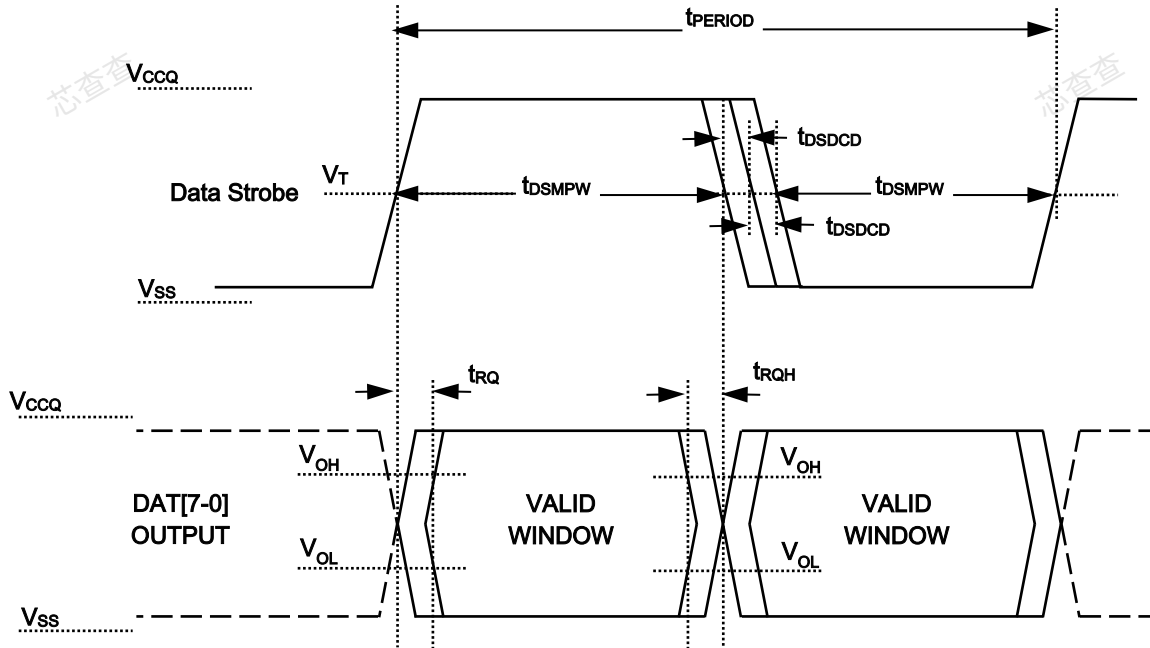 tPERIOD
芯查查
芯查查
VCCQ
tDSDCD
VT
Data Strobe
tDSMPW
tDSMPW
tDSDCD
VSS
tRQ
tRQH
VCCQ
VOH
VOH
DAT[7-0]
OUTPUT
VALID
WINDOW
VALID
WINDOW
VOL
VOL
VSS